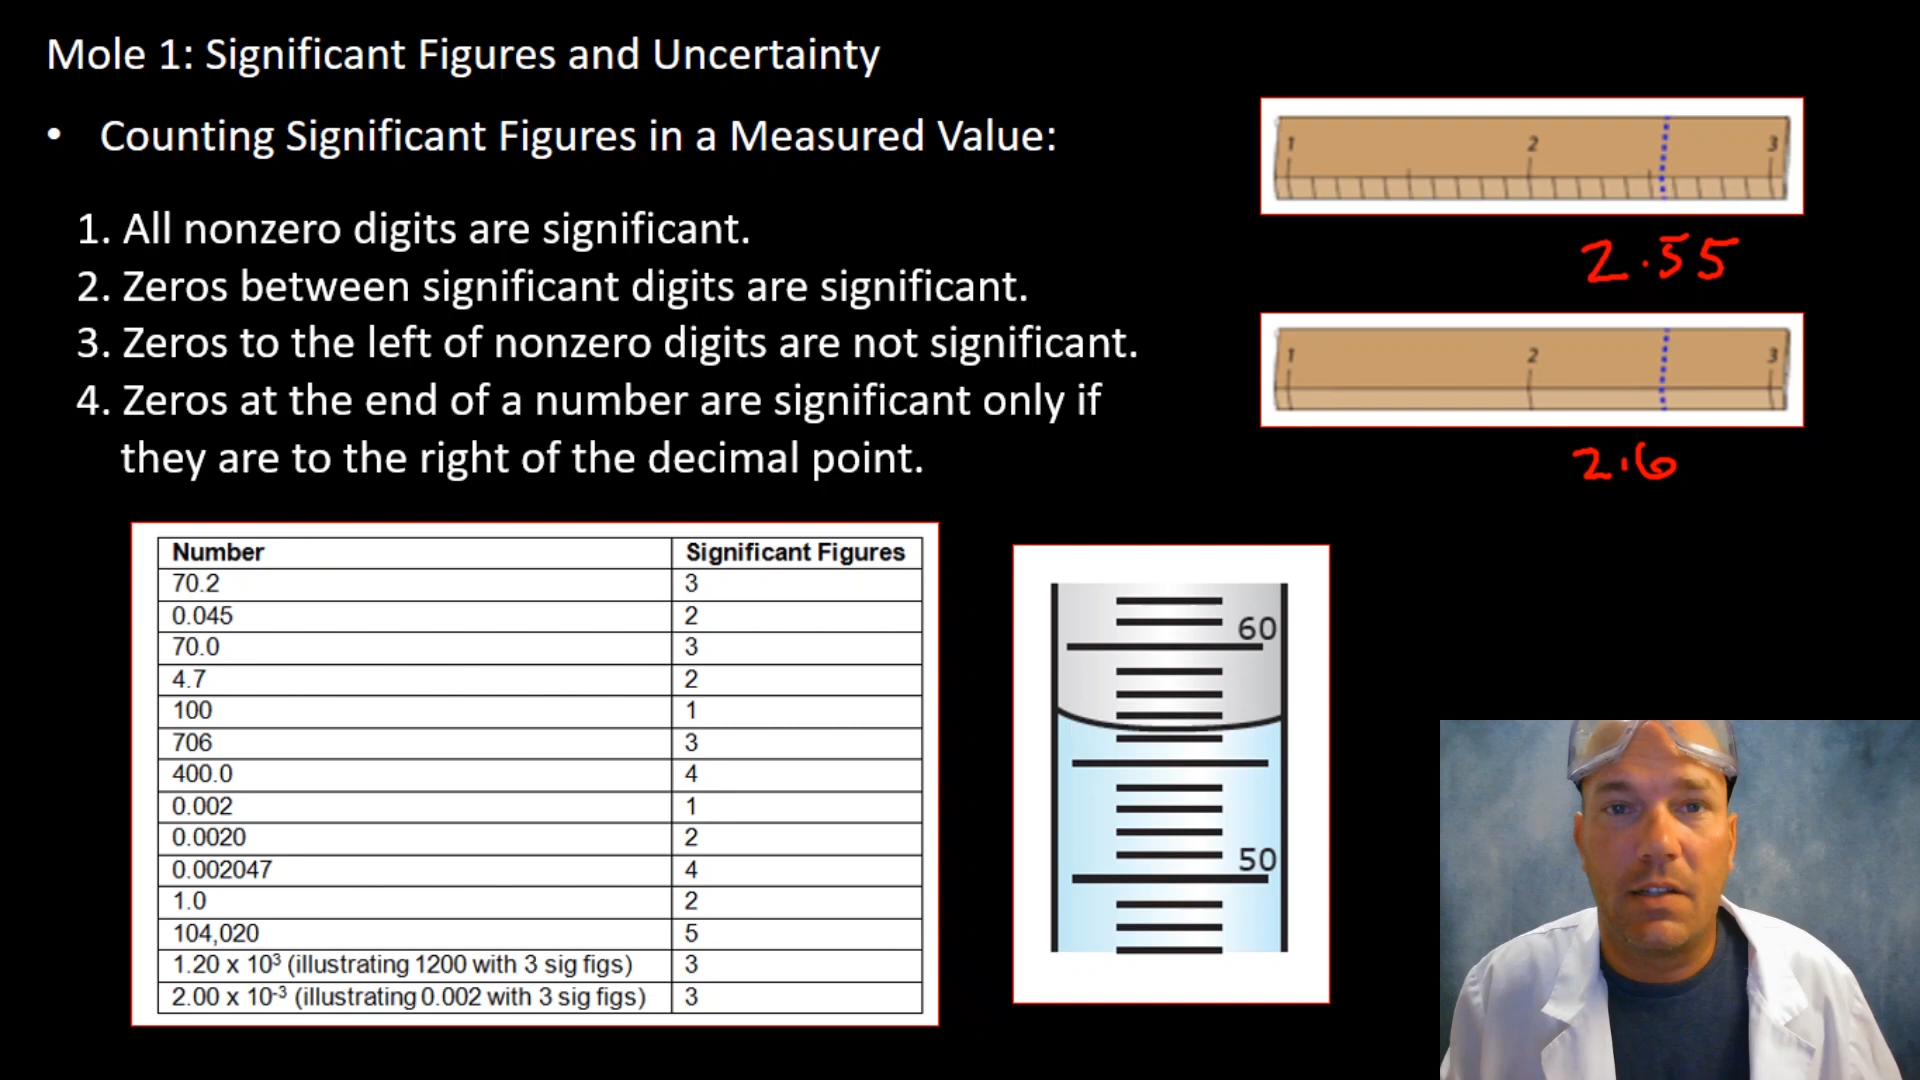 Mole 1: Significant Figures and Uncertainty
• Counting Significant Figures in a Measured Value:
1. All nonzero digits are significant.
2. Zeros between significant digits are significant.
3. Zeros to the left of nonzero digits are not significant.
4. Zeros at the end of a number are significant only if
they are to the right of the decimal point.
1 2 3
2.55
1 2 3
2.6
Number Significant Figures
70.2 3
0.045 2
70.0 3
4.7 2
100 1
706 3
400.0 4
0.002 1
0.0020 2
0.002047 4
1.0 2
104,020 5
1.20 x 10³ (illustrating 1200 with 3 sig figs) 3
2.00 x 10⁻³ (illustrating 0.002 with 3 sig figs) 3
60
50